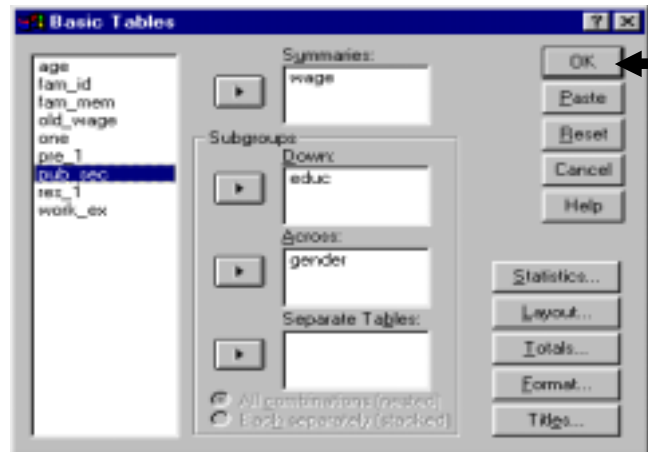 Basic Tables
age
fam_id
fam_mem
old_wage
one
pre_1
pub_sec
res_1
work_ex
Summaries:
wage
Subgroups
Down:
educ
Across:
gender
Separate Tables:
All combinations (nested)
Each separately (stacked)
OK
Paste
Reset
Cancel
Help
Statistics...
Layout...
Totals...
Format...
Titles...